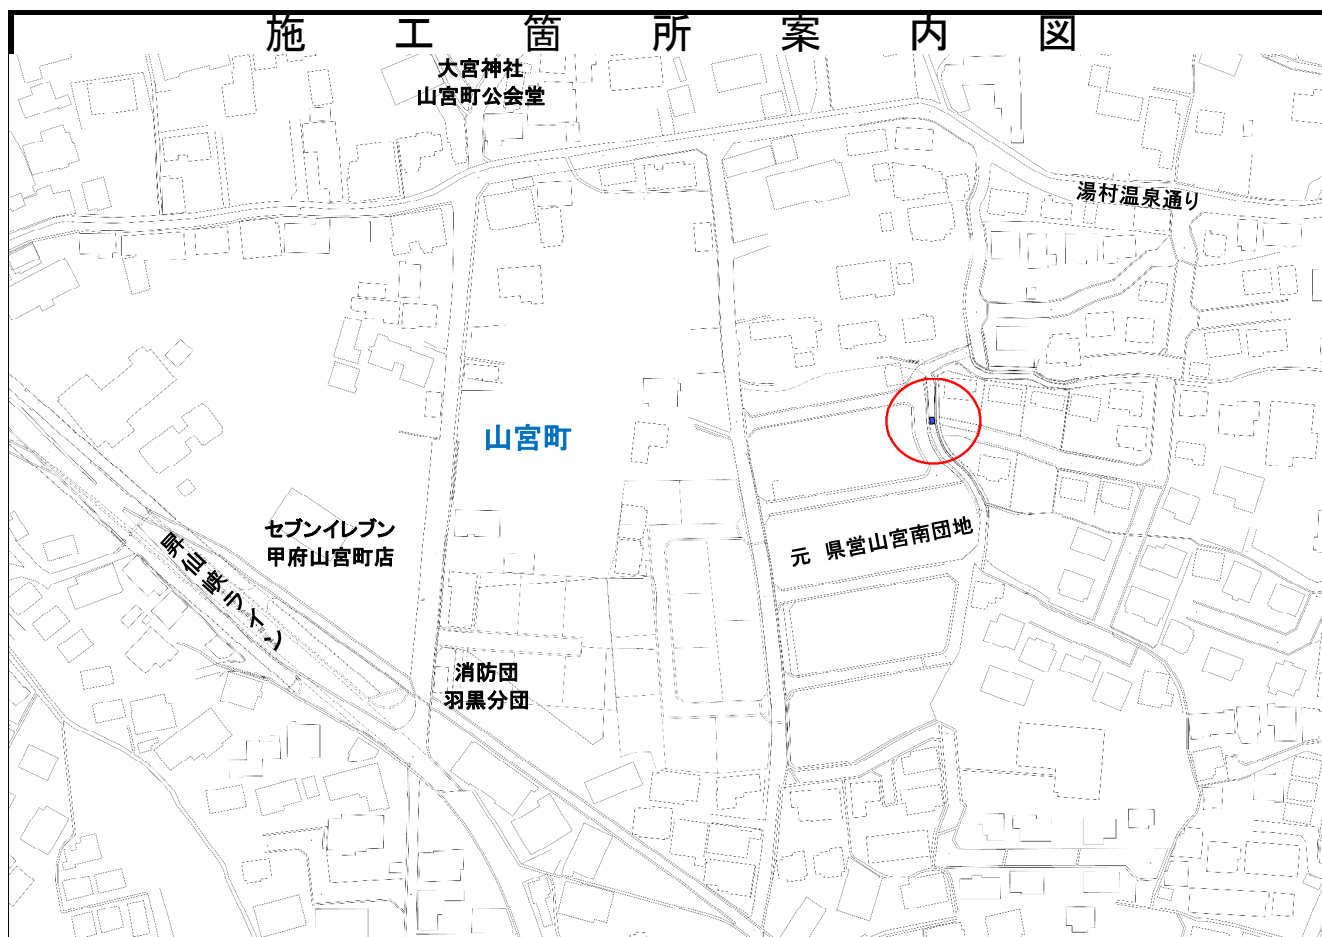 施工箇所案内図
大宮神社
山宮町公会堂
湯村温泉通り
山宮町
セブンイレブン
甲府山宮町店
昇仙峡ライン
元 県営山宮南団地
消防団
羽黒分団